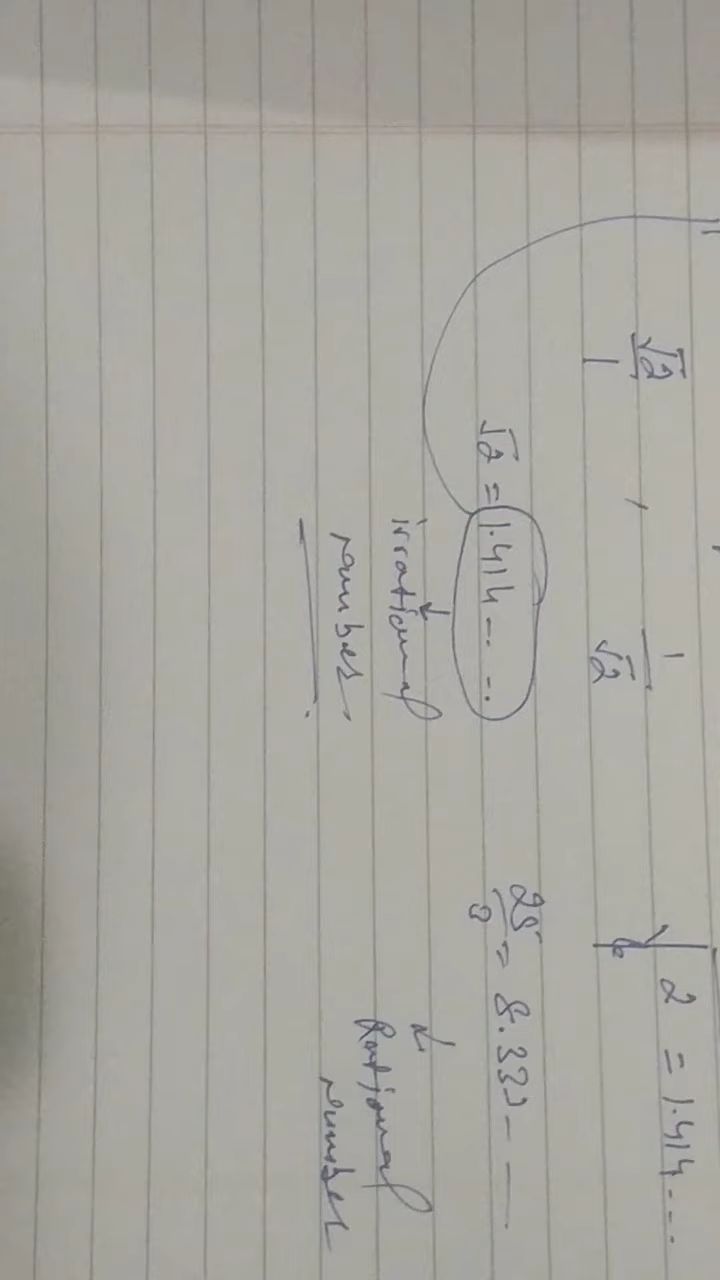 √2/1 , 1/√2
√2 = 1.414...
√2 = 1.414.... 25/3 = 8.333---
irrational Rational
number number